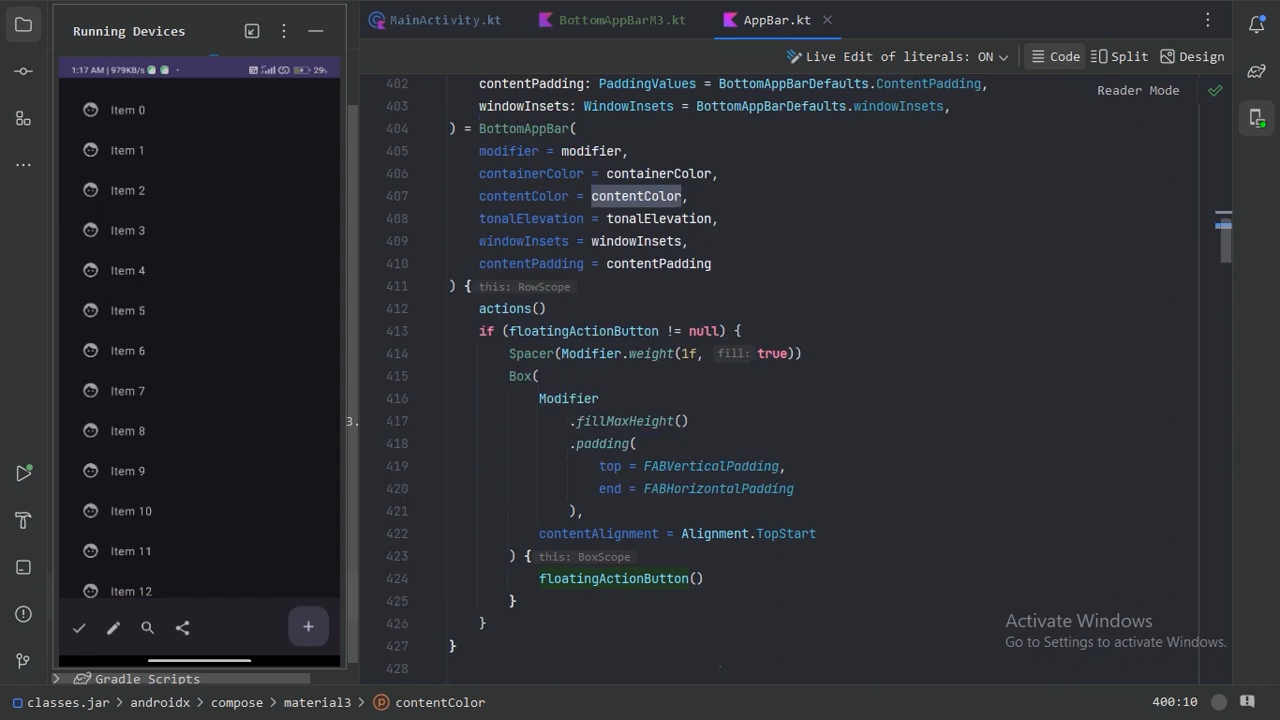 Running Devices
MainActivity.kt
BottomAppBarM3.kt
AppBar.kt
Live Edit of literals: ON
Code
Split
Design
Reader Mode
1:17 AM | 979KB/s
29%
Item 0
Item 1
Item 2
Item 3
Item 4
Item 5
Item 6
Item 7
Item 8
Item 9
Item 10
Item 11
Item 12
3.
Gradle Scripts
402 contentPadding: PaddingValues = BottomAppBarDefaults.ContentPadding,
403 windowInsets: WindowInsets = BottomAppBarDefaults.windowInsets,
404 ) = BottomAppBar(
405 modifier = modifier,
406 containerColor = containerColor,
407 contentColor = contentColor,
408 tonalElevation = tonalElevation,
409 windowInsets = windowInsets,
410 contentPadding = contentPadding
411 ) { this: RowScope
412 actions()
413 if (floatingActionButton != null) {
414 Spacer(Modifier.weight(1f, fill: true))
415 Box(
416 Modifier
417 .fillMaxHeight()
418 .padding(
419 top = FABVerticalPadding,
420 end = FABHorizontalPadding
421 ),
422 contentAlignment = Alignment.TopStart
423 ) { this: BoxScope
424 floatingActionButton()
425 }
426 }
427 }
428
Activate Windows
Go to Settings to activate Windows.
classes.jar › androidx › compose › material3 › contentColor
400:10